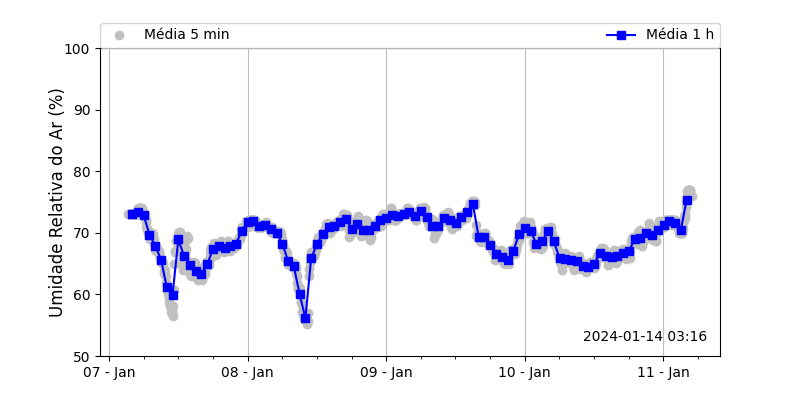 Média 5 min
Média 1 h
Umidade Relativa do Ar (%)
100
90
80
70
60
50
2024-01-14 03:16
07 - Jan
08 - Jan
09 - Jan
10 - Jan
11 - Jan